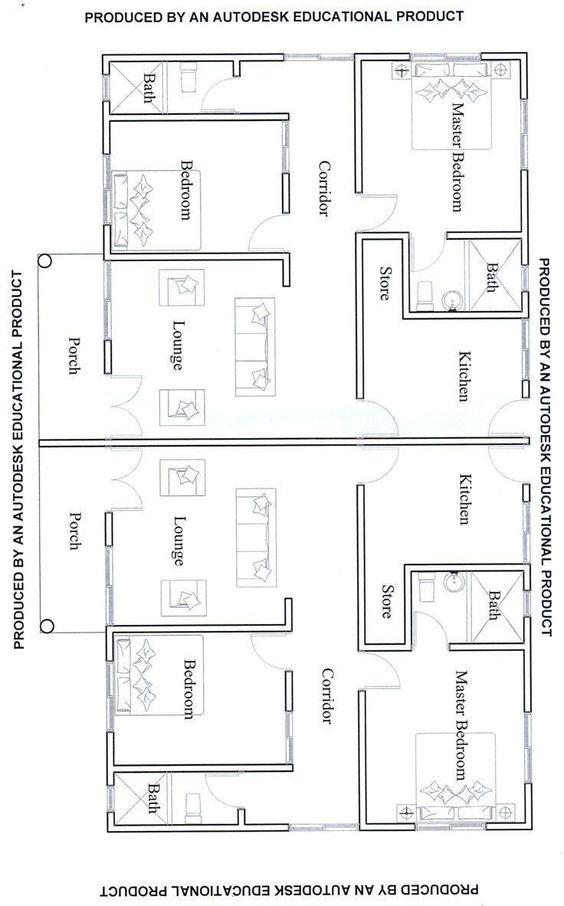 PRODUCED BY AN AUTODESK EDUCATIONAL PRODUCT
Bath
Master Bedroom
Bedroom
Corridor
Bath
Store
Lounge
Kitchen
Porch
PRODUCED BY AN AUTODESK EDUCATIONAL PRODUCT
PRODUCED BY AN AUTODESK EDUCATIONAL PRODUCT
Kitchen
Porch
Lounge
Store
Bath
Bedroom
Corridor
Master Bedroom
Bath
PRODUCED BY AN AUTODESK EDUCATIONAL PRODUCT